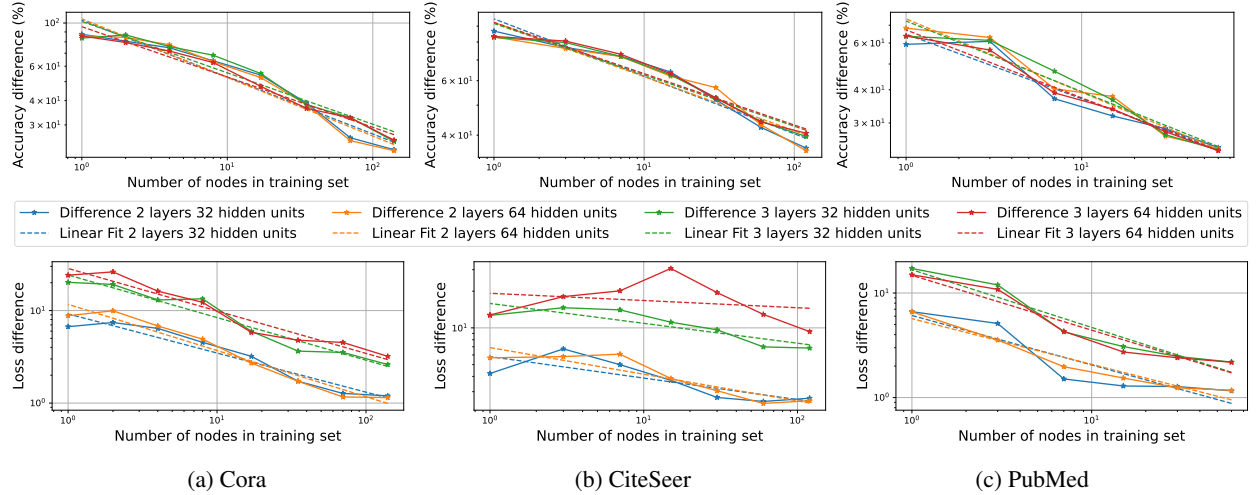 Accuracy difference (%)
10²
6 × 10¹
4 × 10¹
3 × 10¹
10⁰
10¹
10²
Number of nodes in training set
Accuracy difference (%)
6 × 10¹
4 × 10¹
10⁰
10¹
10²
Number of nodes in training set
Accuracy difference (%)
6 × 10¹
4 × 10¹
3 × 10¹
10⁰
10¹
Number of nodes in training set
Difference 2 layers 32 hidden units
Linear Fit 2 layers 32 hidden units
Difference 2 layers 64 hidden units
Linear Fit 2 layers 64 hidden units
Difference 3 layers 32 hidden units
Linear Fit 3 layers 32 hidden units
Difference 3 layers 64 hidden units
Linear Fit 3 layers 64 hidden units
Loss difference
10¹
10⁰
10⁰
10¹
10²
Number of nodes in training set
Loss difference
10¹
10⁰
10¹
10²
Number of nodes in training set
Loss difference
10¹
10⁰
10⁰
10¹
Number of nodes in training set
(a) Cora
(b) CiteSeer
(c) PubMed